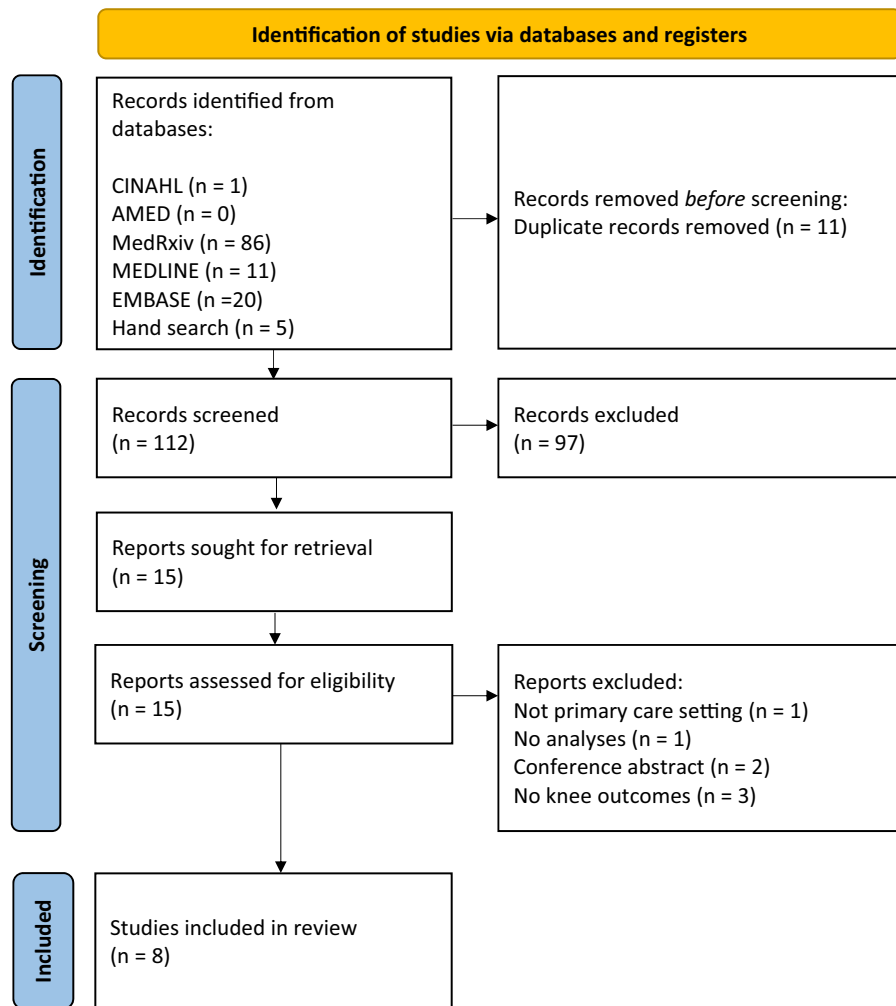 Identification of studies via databases and registers
Identification
Records identified from
databases:
CINAHL (n = 1)
AMED (n = 0)
MedRxiv (n = 86)
MEDLINE (n = 11)
EMBASE (n =20)
Hand search (n = 5)
Records removed before screening:
Duplicate records removed (n = 11)
Screening
Records screened
(n = 112)
Records excluded
(n = 97)
Reports sought for retrieval
(n = 15)
Reports assessed for eligibility
(n = 15)
Reports excluded:
Not primary care setting (n = 1)
No analyses (n = 1)
Conference abstract (n = 2)
No knee outcomes (n = 3)
Included
Studies included in review
(n = 8)